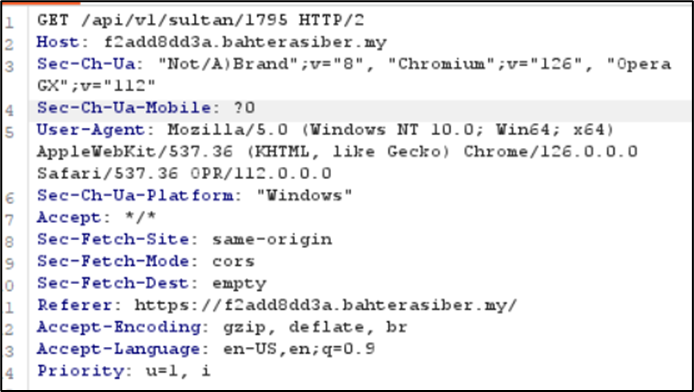 1 GET /api/v1/sultan/1795 HTTP/2
2 Host: f2add8dd3a.bahterasiber.my
3 Sec-Ch-Ua: "Not/A)Brand";v="8", "Chromium";v="126", "Opera
GX";v="112"
4 Sec-Ch-Ua-Mobile: ?0
5 User-Agent: Mozilla/5.0 (Windows NT 10.0; Win64; x64)
AppleWebKit/537.36 (KHTML, like Gecko) Chrome/126.0.0.0
Safari/537.36 OPR/112.0.0.0
6 Sec-Ch-Ua-Platform: "Windows"
7 Accept: */*
8 Sec-Fetch-Site: same-origin
9 Sec-Fetch-Mode: cors
0 Sec-Fetch-Dest: empty
1 Referer: https://f2add8dd3a.bahterasiber.my/
2 Accept-Encoding: gzip, deflate, br
3 Accept-Language: en-US,en;q=0.9
4 Priority: u=1, i